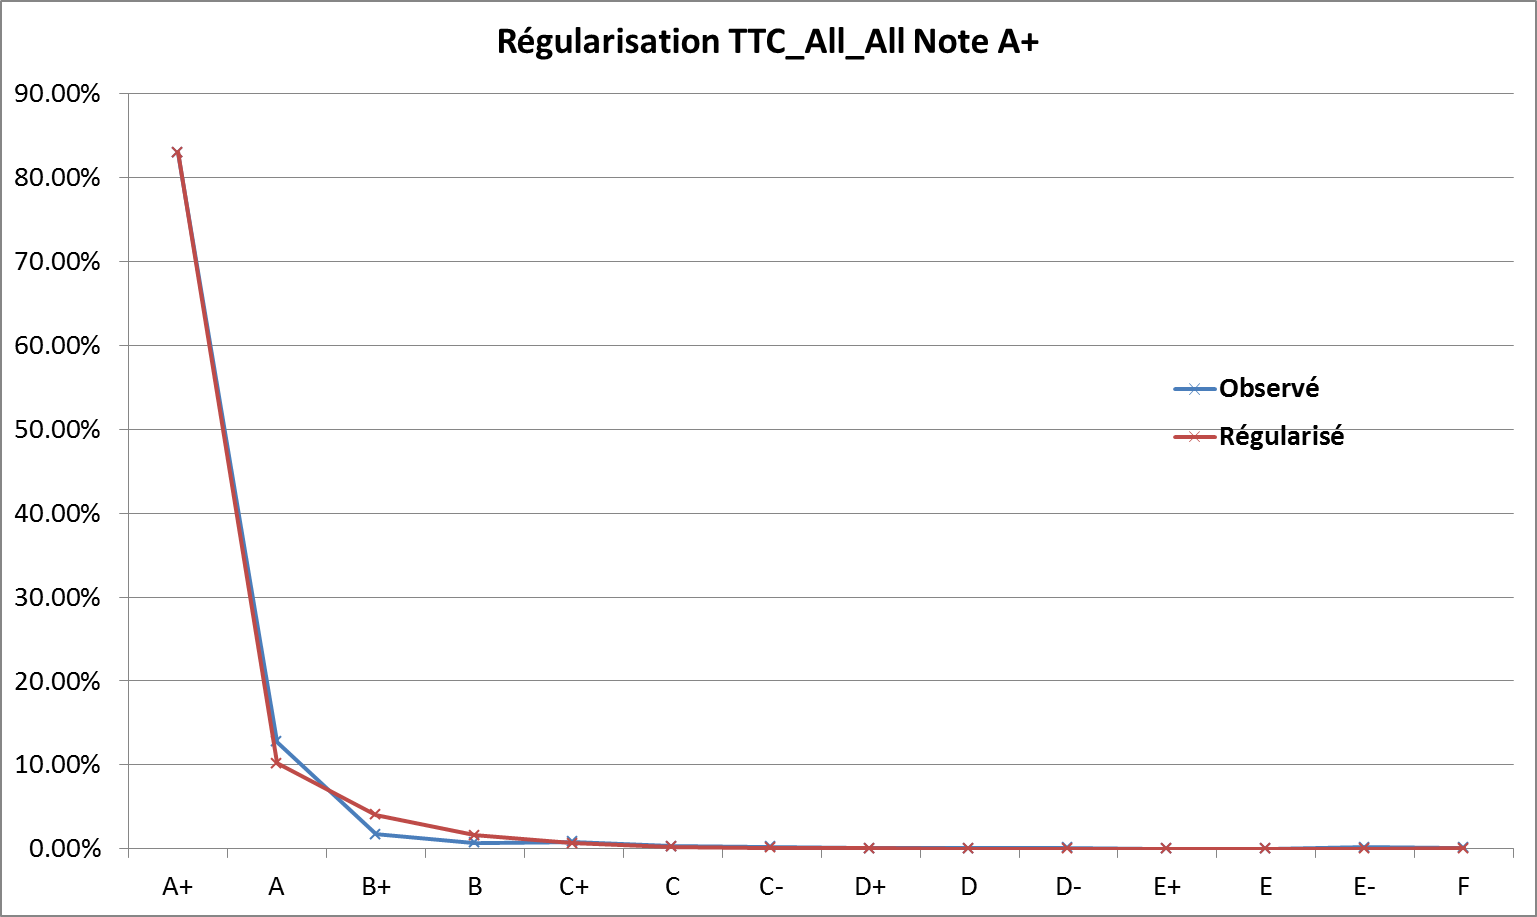 Régularisation TTC_All_All Note A+
90.00%
80.00%
70.00%
60.00%
50.00%
40.00%
30.00%
20.00%
10.00%
0.00%
Observé
Régularisé
A+ A B+ B C+ C C- D+ D D- E+ E E- F